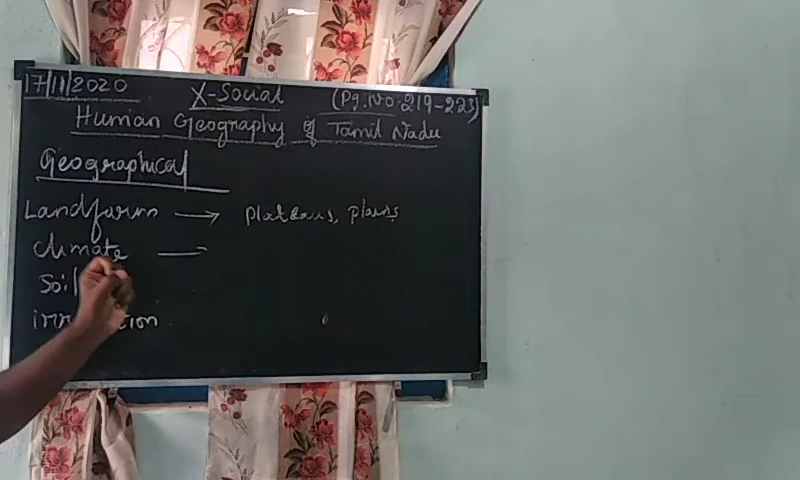 17/11/2020
X-Social (Pg.No.219-223)
Human Geography of Tamil Nadu
Geographical
Landform → Plateaus, plains
Climate —
Soil